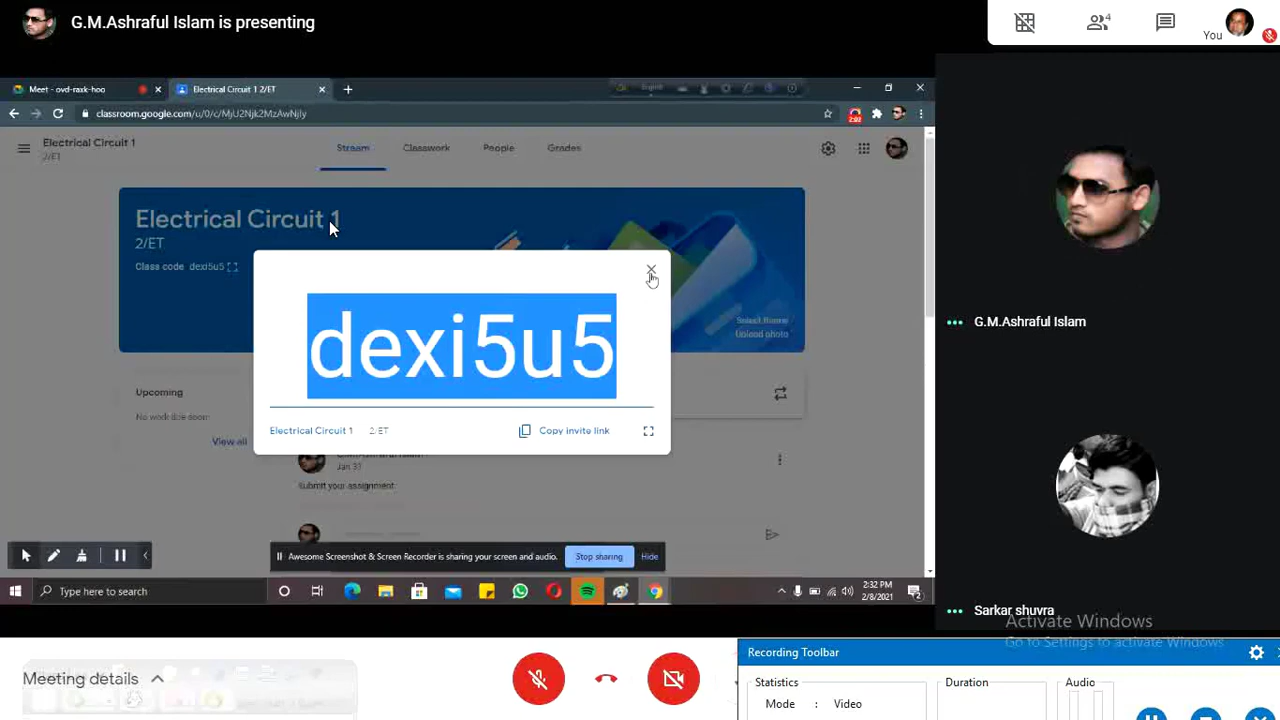 G.M.Ashraful Islam is presenting
4
You
Meet - ovd-raxk-hoo
Electrical Circuit 1 2/ET
English
classroom.google.com/u/0/c/MjU2Njk2MzAwNjIy
Electrical Circuit 1
2/ET
Stream
Classwork
People
Grades
Electrical Circuit 1
2/ET
Class code dexi5u5
Select theme
Upload photo
dexi5u5
Electrical Circuit 1 2/ET
Copy invite link
Upcoming
No work due soon
View all
Jan 31
Submit your assignment.
Awesome Screenshot & Screen Recorder is sharing your screen and audio.
Stop sharing
Hide
Type here to search
2:32 PM
2/8/2021
2
G.M.Ashraful Islam
Sarkar shuvra
Activate Windows
Go to Settings to activate Windows.
Meeting details
Recording Toolbar
Statistics
Duration
Audio
Mode : Video